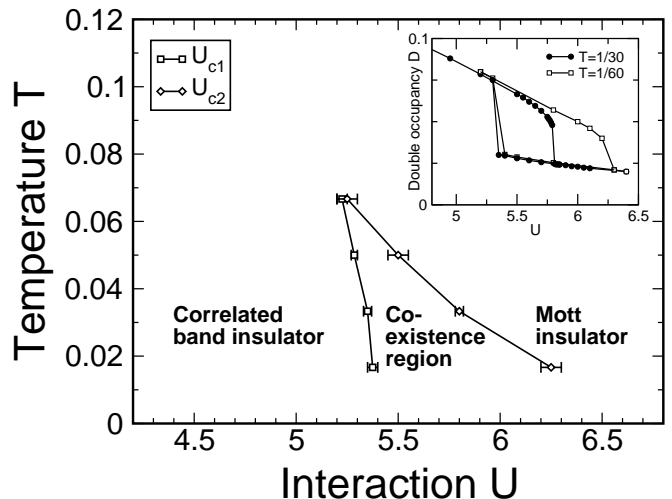 0.12
0.1
0.08
0.06
0.04
0.02
0
Temperature T
U_c1
U_c2
0.1
0
Double occupancy D
T=1/30
T=1/60
5
5.5
6
6.5
U
Correlated
band insulator
Co-
existence
region
Mott
insulator
4.5
5
5.5
6
6.5
Interaction U